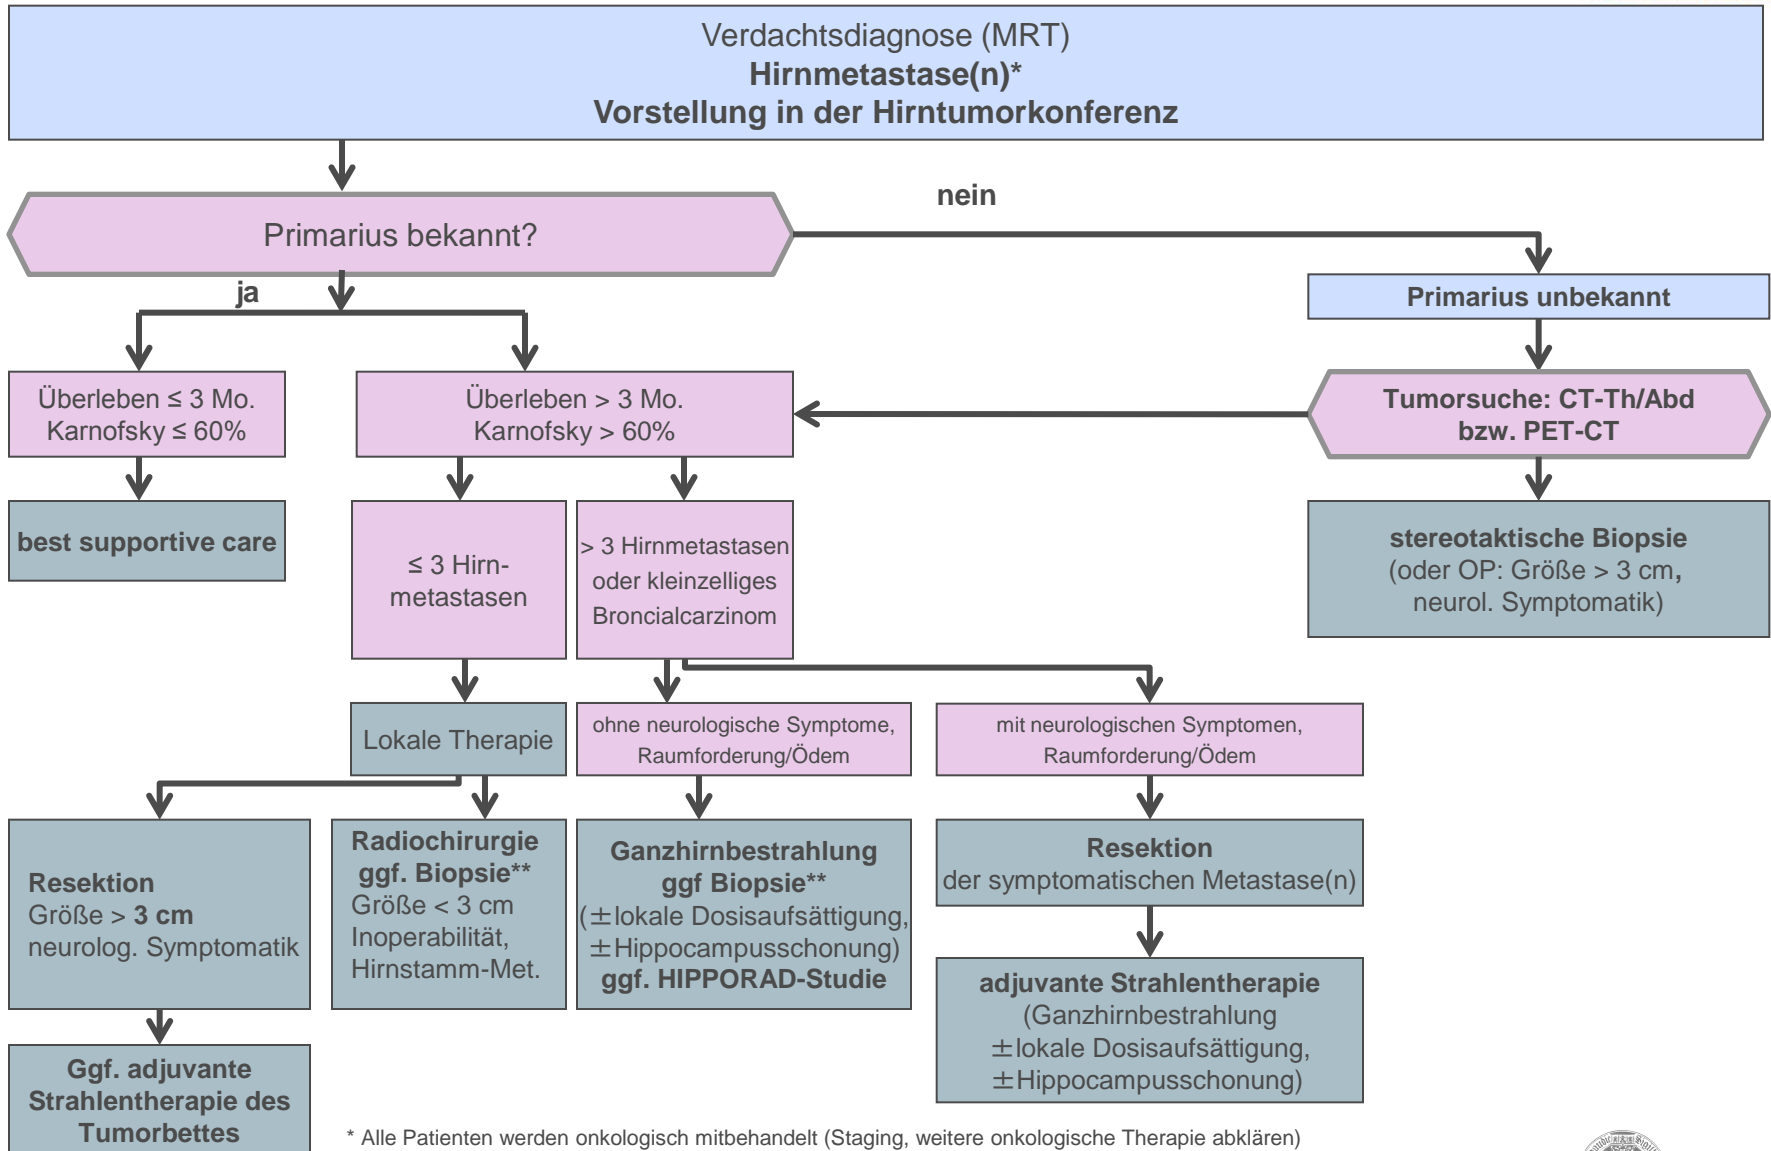 Verdachtsdiagnose (MRT)
Hirnmetastase(n)*
Vorstellung in der Hirntumorkonferenz
nein
Primarius bekannt?
ja
Primarius unbekannt
Überleben ≤ 3 Mo.
Karnofsky ≤ 60%
Überleben > 3 Mo.
Karnofsky > 60%
Tumorsuche: CT-Th/Abd
bzw. PET-CT
best supportive care
≤ 3 Hirn-
metastasen
> 3 Hirnmetastasen
oder kleinzelliges
Broncialcarzinom
stereotaktische Biopsie
(oder OP: Größe > 3 cm,
neurol. Symptomatik)
Lokale Therapie
ohne neurologische Symptome,
Raumforderung/Ödem
mit neurologischen Symptomen,
Raumforderung/Ödem
Resektion
Größe > 3 cm
neurolog. Symptomatik
Radiochirurgie
ggf. Biopsie**
Größe < 3 cm
Inoperabilität,
Hirnstamm-Met.
Ganzhirnbestrahlung
ggf Biopsie**
(±lokale Dosisaufsättigung,
±Hippocampusschonung)
ggf. HIPPORAD-Studie
Resektion
der symptomatischen Metastase(n)
adjuvante Strahlentherapie
(Ganzhirnbestrahlung
±lokale Dosisaufsättigung,
±Hippocampusschonung)
Ggf. adjuvante
Strahlentherapie des
Tumorbettes
* Alle Patienten werden onkologisch mitbehandelt (Staging, weitere onkologische Therapie abklären)